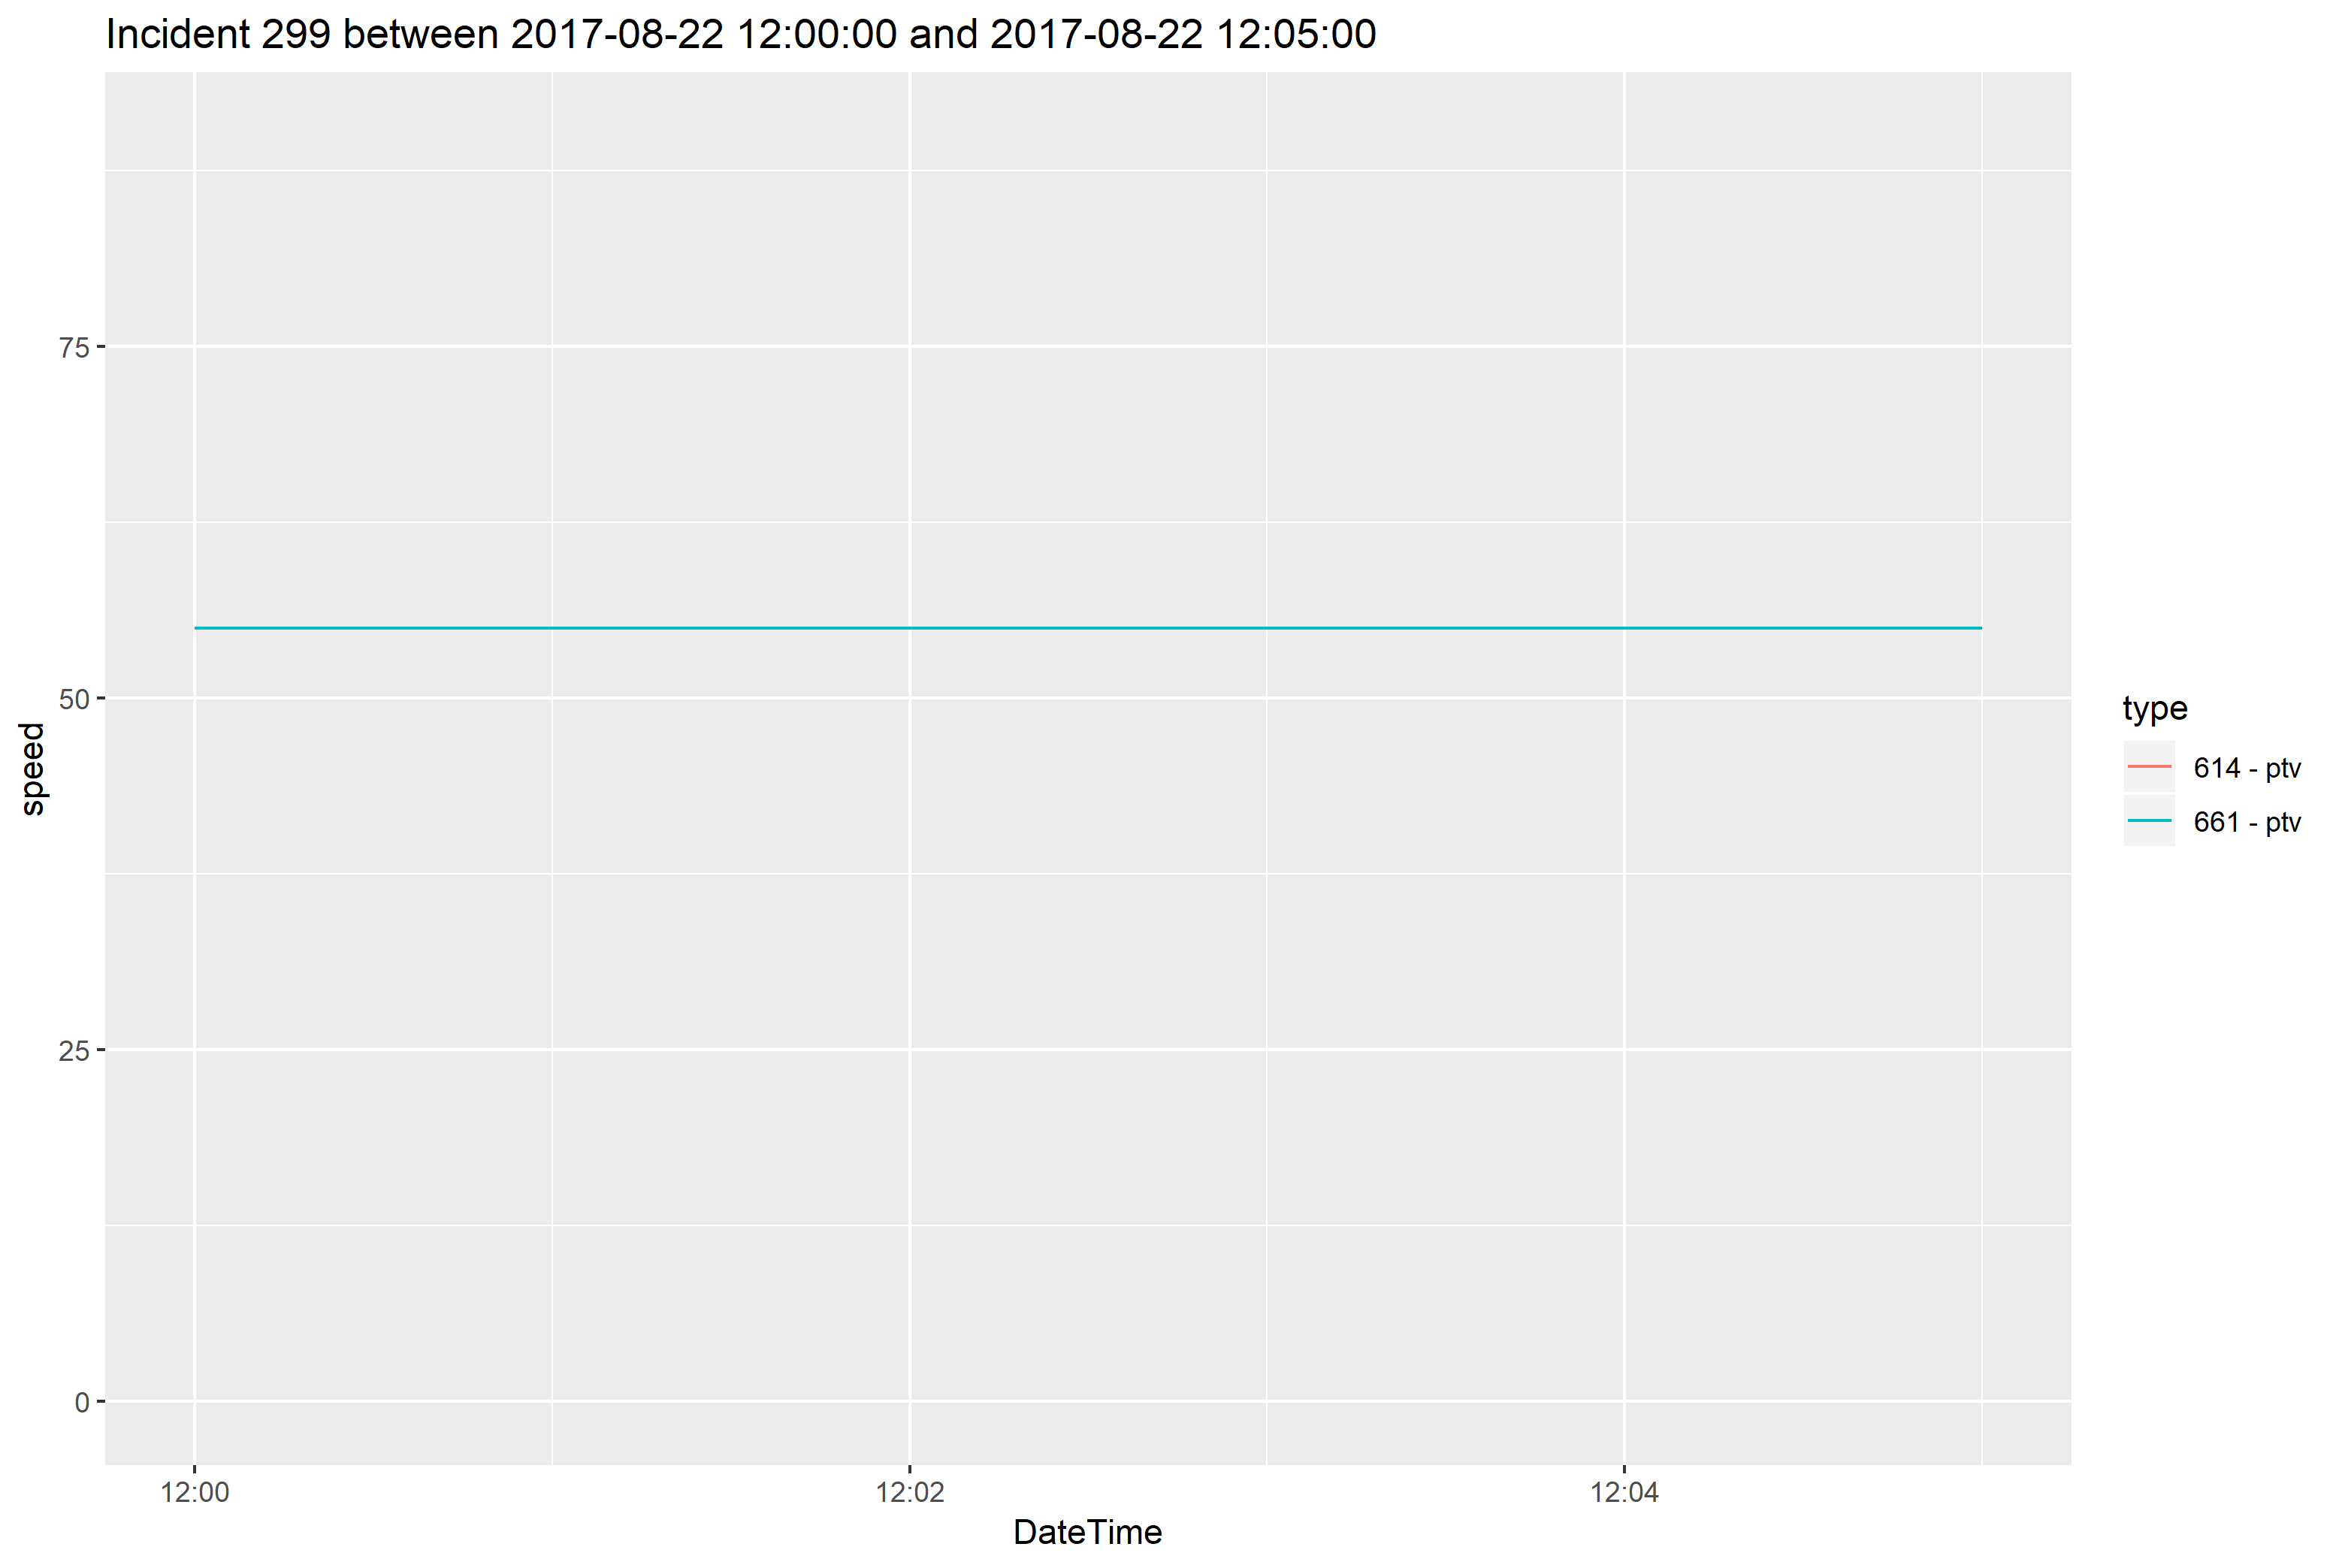 Incident 299 between 2017-08-22 12:00:00 and 2017-08-22 12:05:00
75
50
25
0
speed
12:00
12:02
12:04
DateTime
type
614 - ptv
661 - ptv